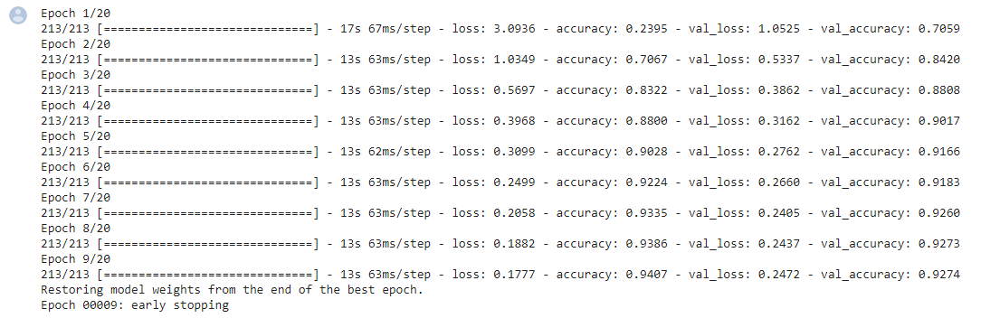 Epoch 1/20
213/213 [==============================] - 17s 67ms/step - loss: 3.0936 - accuracy: 0.2395 - val_loss: 1.0525 - val_accuracy: 0.7059
Epoch 2/20
213/213 [==============================] - 13s 63ms/step - loss: 1.0349 - accuracy: 0.7067 - val_loss: 0.5337 - val_accuracy: 0.8420
Epoch 3/20
213/213 [==============================] - 13s 63ms/step - loss: 0.5697 - accuracy: 0.8322 - val_loss: 0.3862 - val_accuracy: 0.8808
Epoch 4/20
213/213 [==============================] - 13s 63ms/step - loss: 0.3968 - accuracy: 0.8800 - val_loss: 0.3162 - val_accuracy: 0.9017
Epoch 5/20
213/213 [==============================] - 13s 62ms/step - loss: 0.3099 - accuracy: 0.9028 - val_loss: 0.2762 - val_accuracy: 0.9166
Epoch 6/20
213/213 [==============================] - 13s 63ms/step - loss: 0.2499 - accuracy: 0.9224 - val_loss: 0.2660 - val_accuracy: 0.9183
Epoch 7/20
213/213 [==============================] - 13s 63ms/step - loss: 0.2058 - accuracy: 0.9335 - val_loss: 0.2405 - val_accuracy: 0.9260
Epoch 8/20
213/213 [==============================] - 13s 63ms/step - loss: 0.1882 - accuracy: 0.9386 - val_loss: 0.2437 - val_accuracy: 0.9273
Epoch 9/20
213/213 [==============================] - 13s 63ms/step - loss: 0.1777 - accuracy: 0.9407 - val_loss: 0.2472 - val_accuracy: 0.9274
Restoring model weights from the end of the best epoch.
Epoch 00009: early stopping